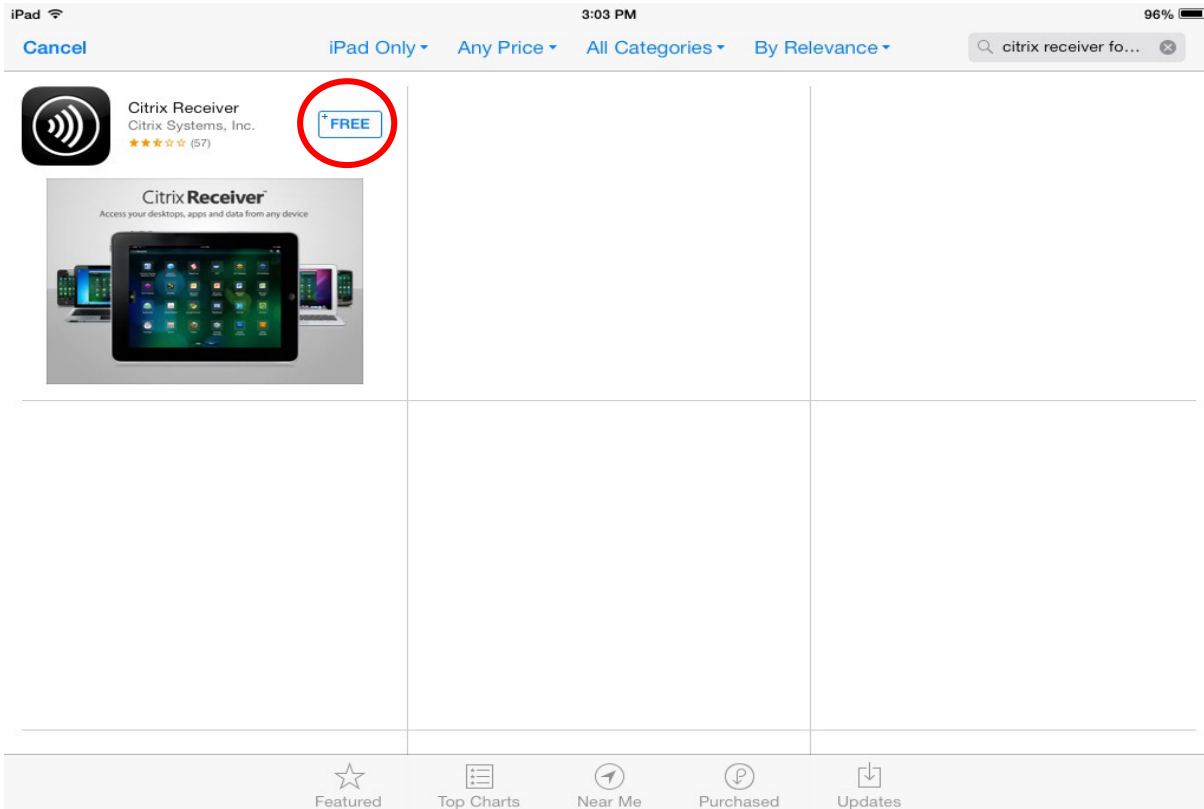 iPad 3:03 PM 96%
Cancel iPad Only Any Price All Categories By Relevance citrix receiver fo...
Citrix Receiver
Citrix Systems, Inc.
(57)
+ FREE
Citrix Receiver
Access your desktops, apps and data from any device
Featured Top Charts Near Me Purchased Updates